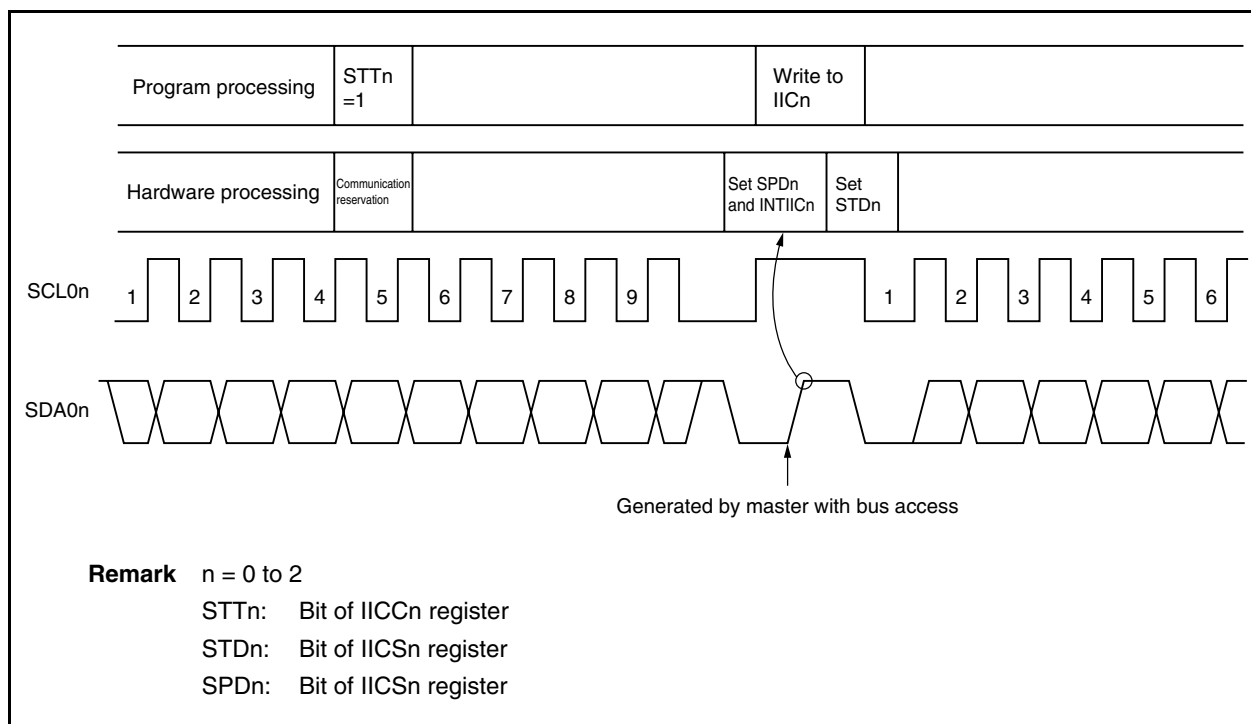 Program processing
STTn
=1
Write to
IICn
Hardware processing
Communication
reservation
Set SPDn
and INTIICn
Set
STDn
SCL0n
1 2 3 4 5 6 7 8 9 1 2 3 4 5 6
SDA0n
Generated by master with bus access
Remark n = 0 to 2
STTn: Bit of IICCn register
STDn: Bit of IICSn register
SPDn: Bit of IICSn register